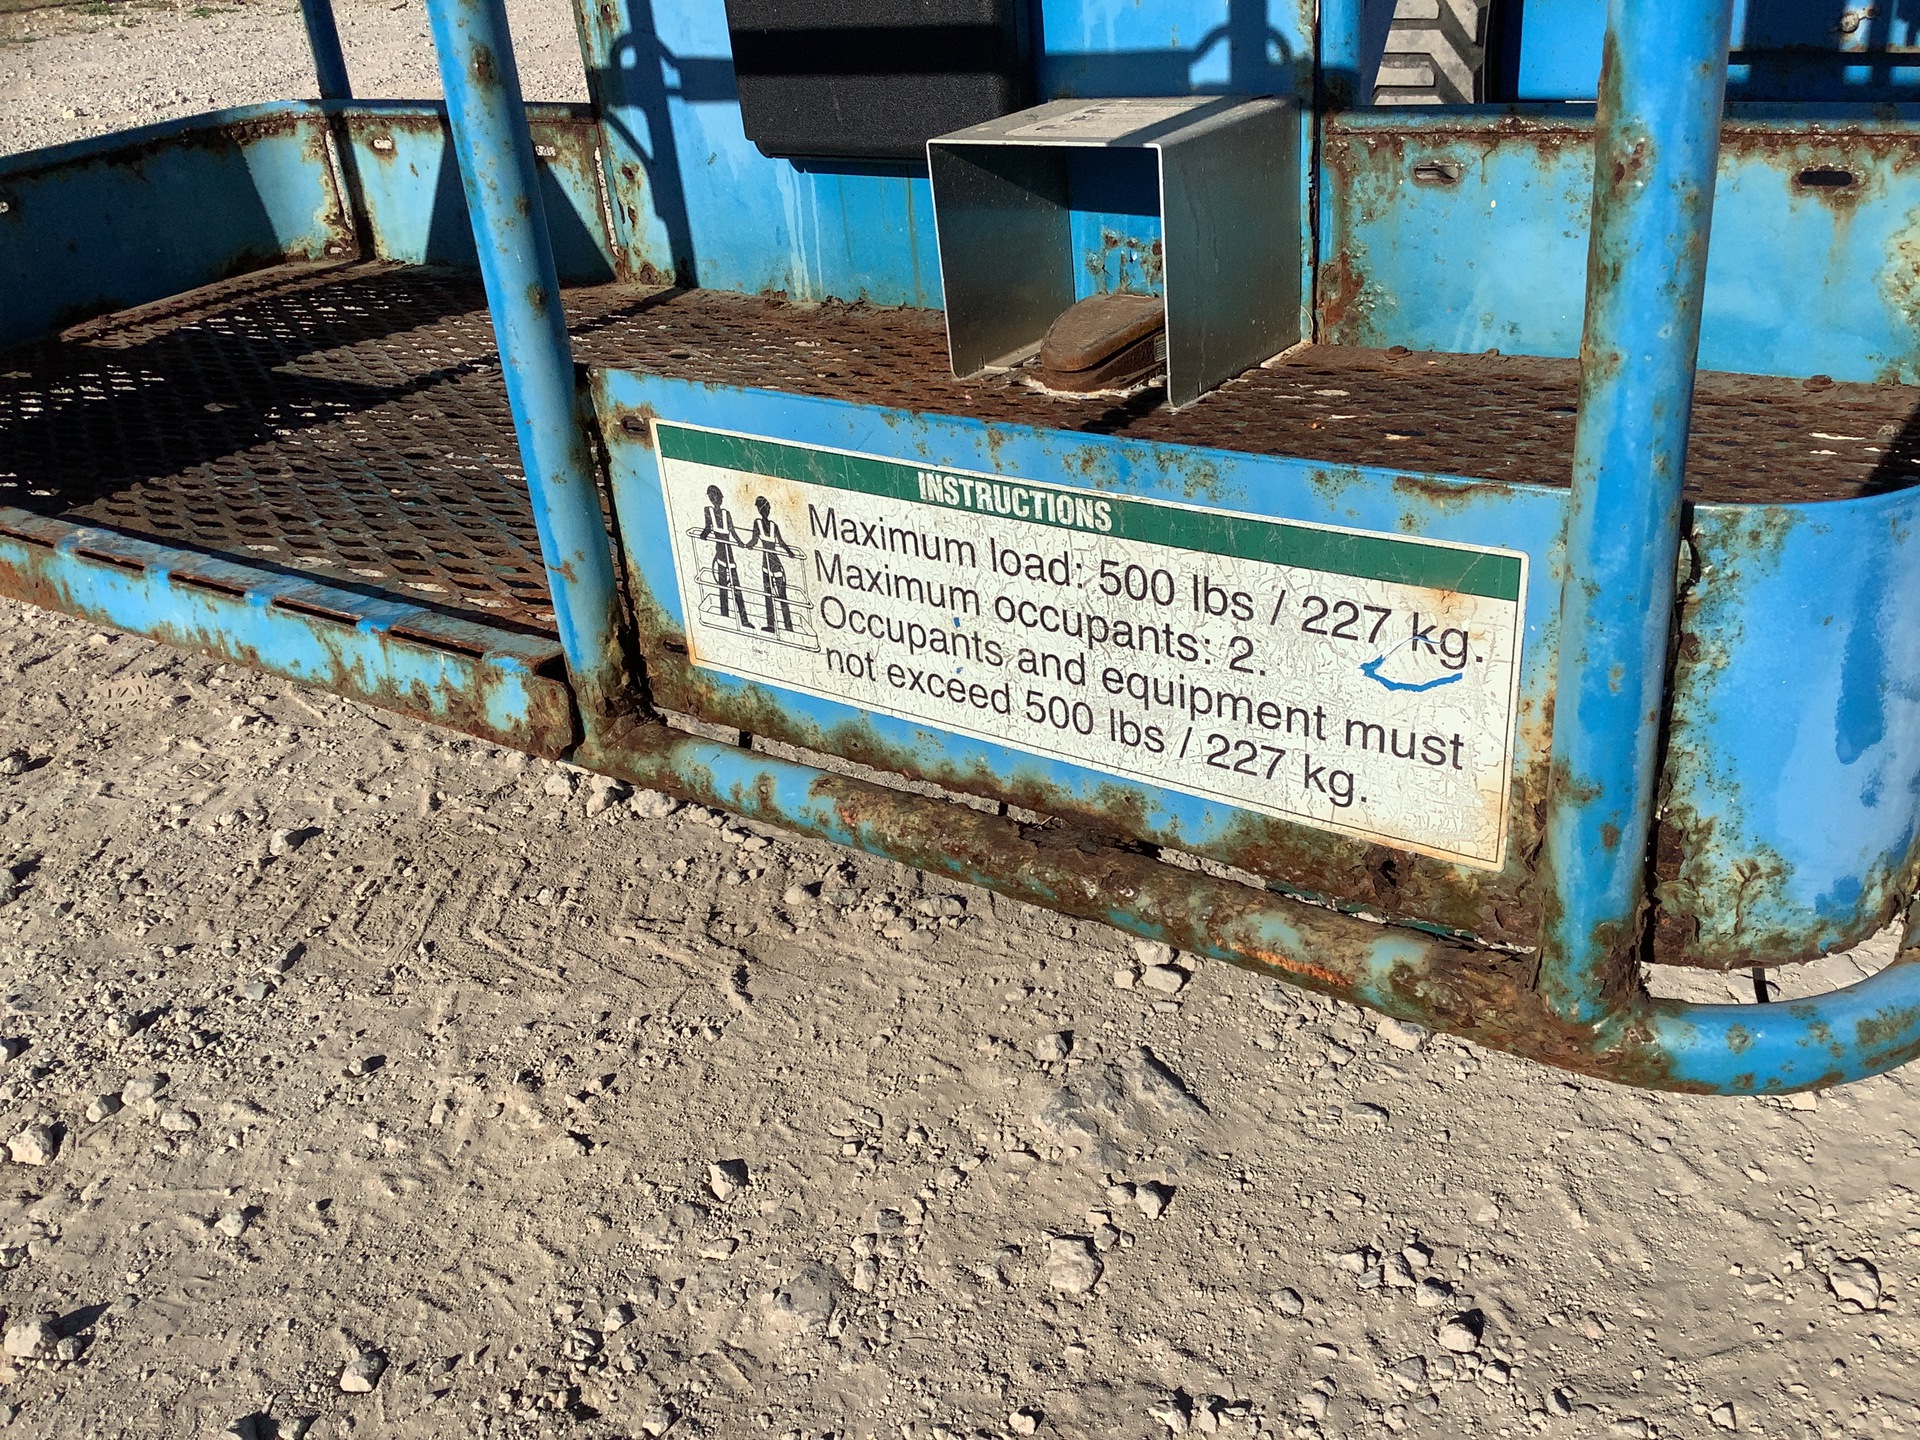 INSTRUCTIONS
Maximum load: 500 lbs / 227 kg.
Maximum occupants: 2.
Occupants and equipment must
not exceed 500 lbs / 227 kg.